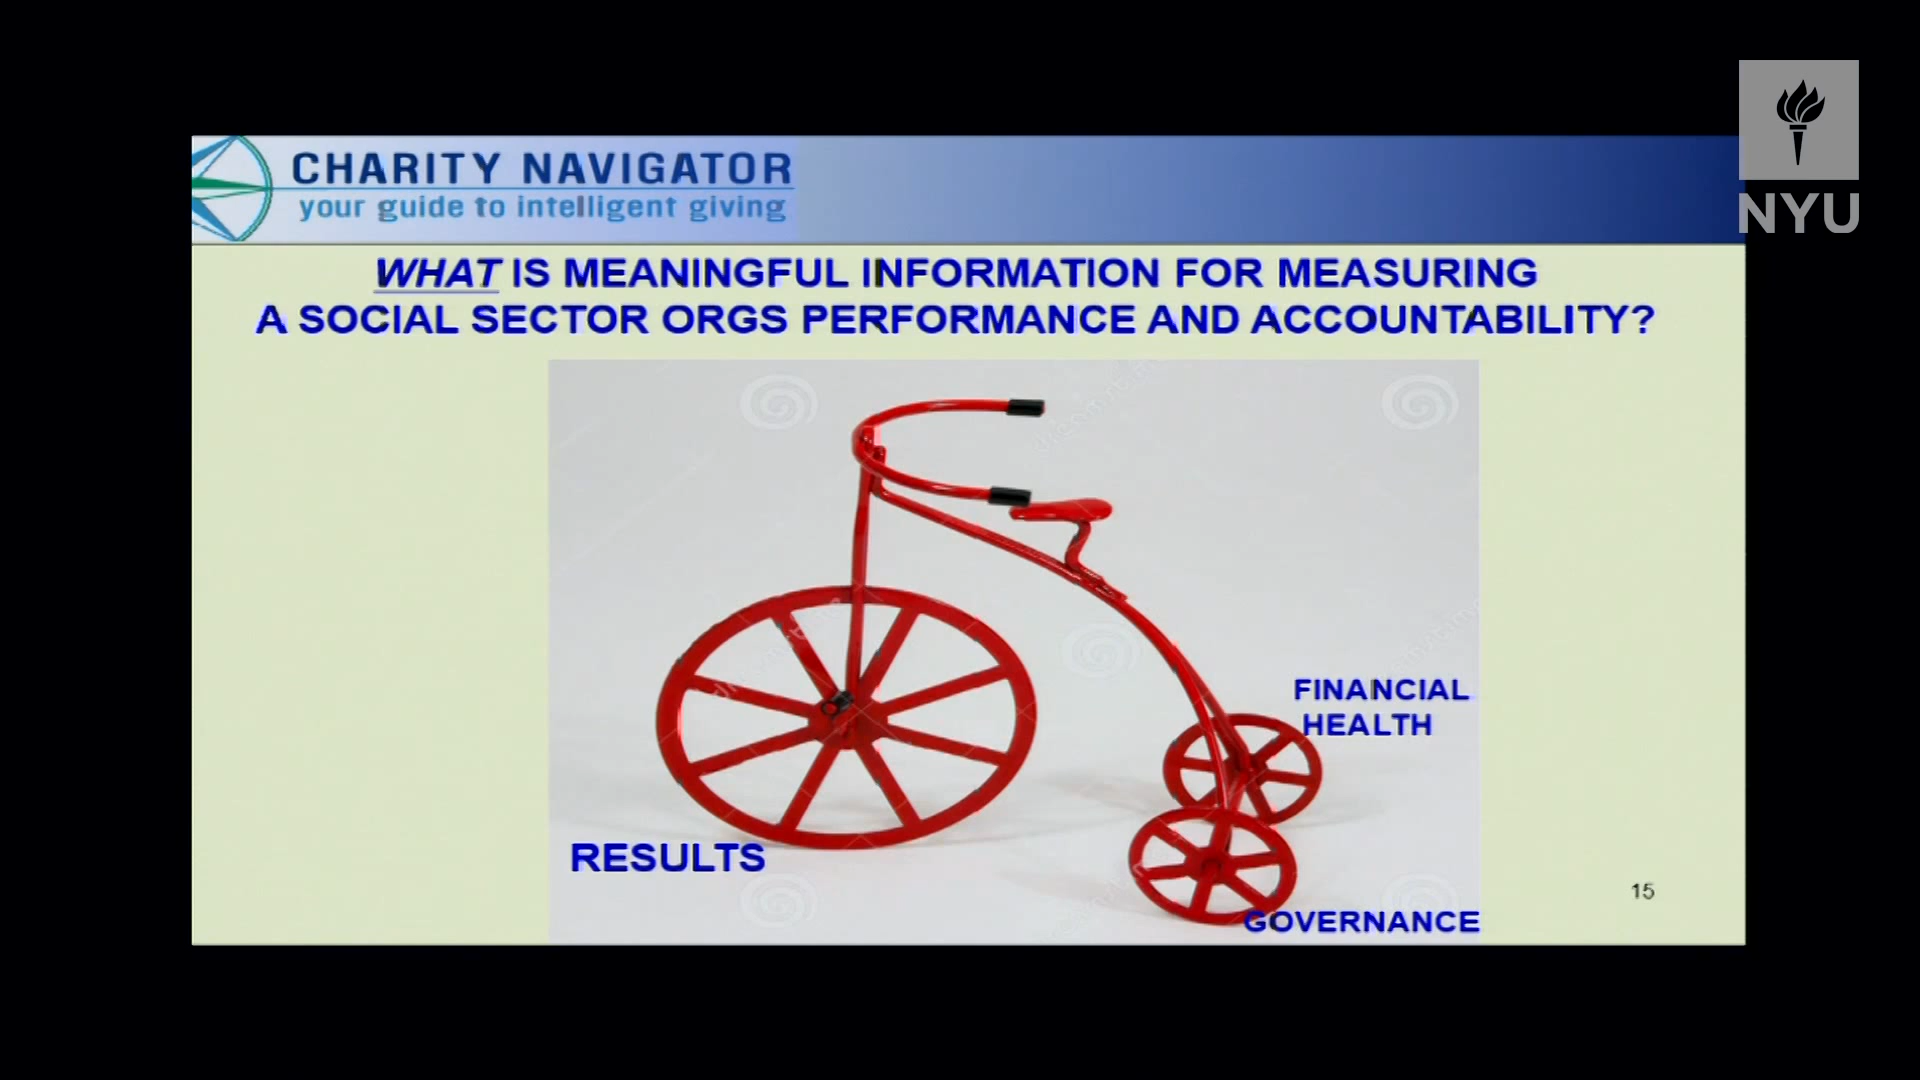 CHARITY NAVIGATOR
your guide to intelligent giving
NYU
WHAT IS MEANINGFUL INFORMATION FOR MEASURING
A SOCIAL SECTOR ORGS PERFORMANCE AND ACCOUNTABILITY?
FINANCIAL
HEALTH
RESULTS
15
GOVERNANCE